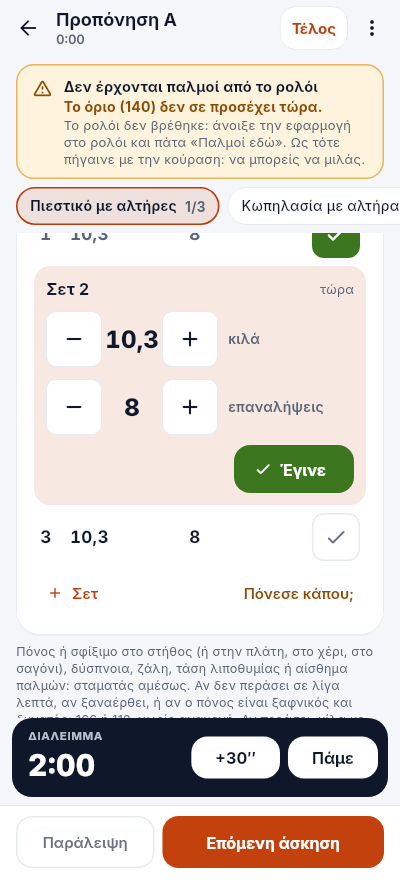 Προπόνηση Α
0:00
Τέλος
Δεν έρχονται παλμοί από το ρολόι
Το όριο (140) δεν σε προσέχει τώρα.
Το ρολόι δεν βρέθηκε: άνοιξε την εφαρμογή
στο ρολόι και πάτα «Παλμοί εδώ». Ως τότε
πήγαινε με την κούραση: να μπορείς να μιλάς.
Πιεστικό με αλτήρες 1/3
Κωπηλασία με αλτήρα
1 10,3 8
Σετ 2 τώρα
− 10,3 + κιλά
− 8 + επαναλήψεις
Έγινε
3 10,3 8
+ Σετ Πόνεσε κάπου;
Πόνος ή σφίξιμο στο στήθος (ή στην πλάτη, στο χέρι, στο
σαγόνι), δύσπνοια, ζάλη, τάση λιποθυμίας ή αίσθημα
παλμών: σταματάς αμέσως. Αν δεν περάσει σε λίγα
λεπτά, αν ξαναέρθει, ή αν ο πόνος είναι ξαφνικός και
ΔΙΑΛΕΙΜΜΑ
2:00
+30′′
Πάμε
Παράλειψη
Επόμενη άσκηση